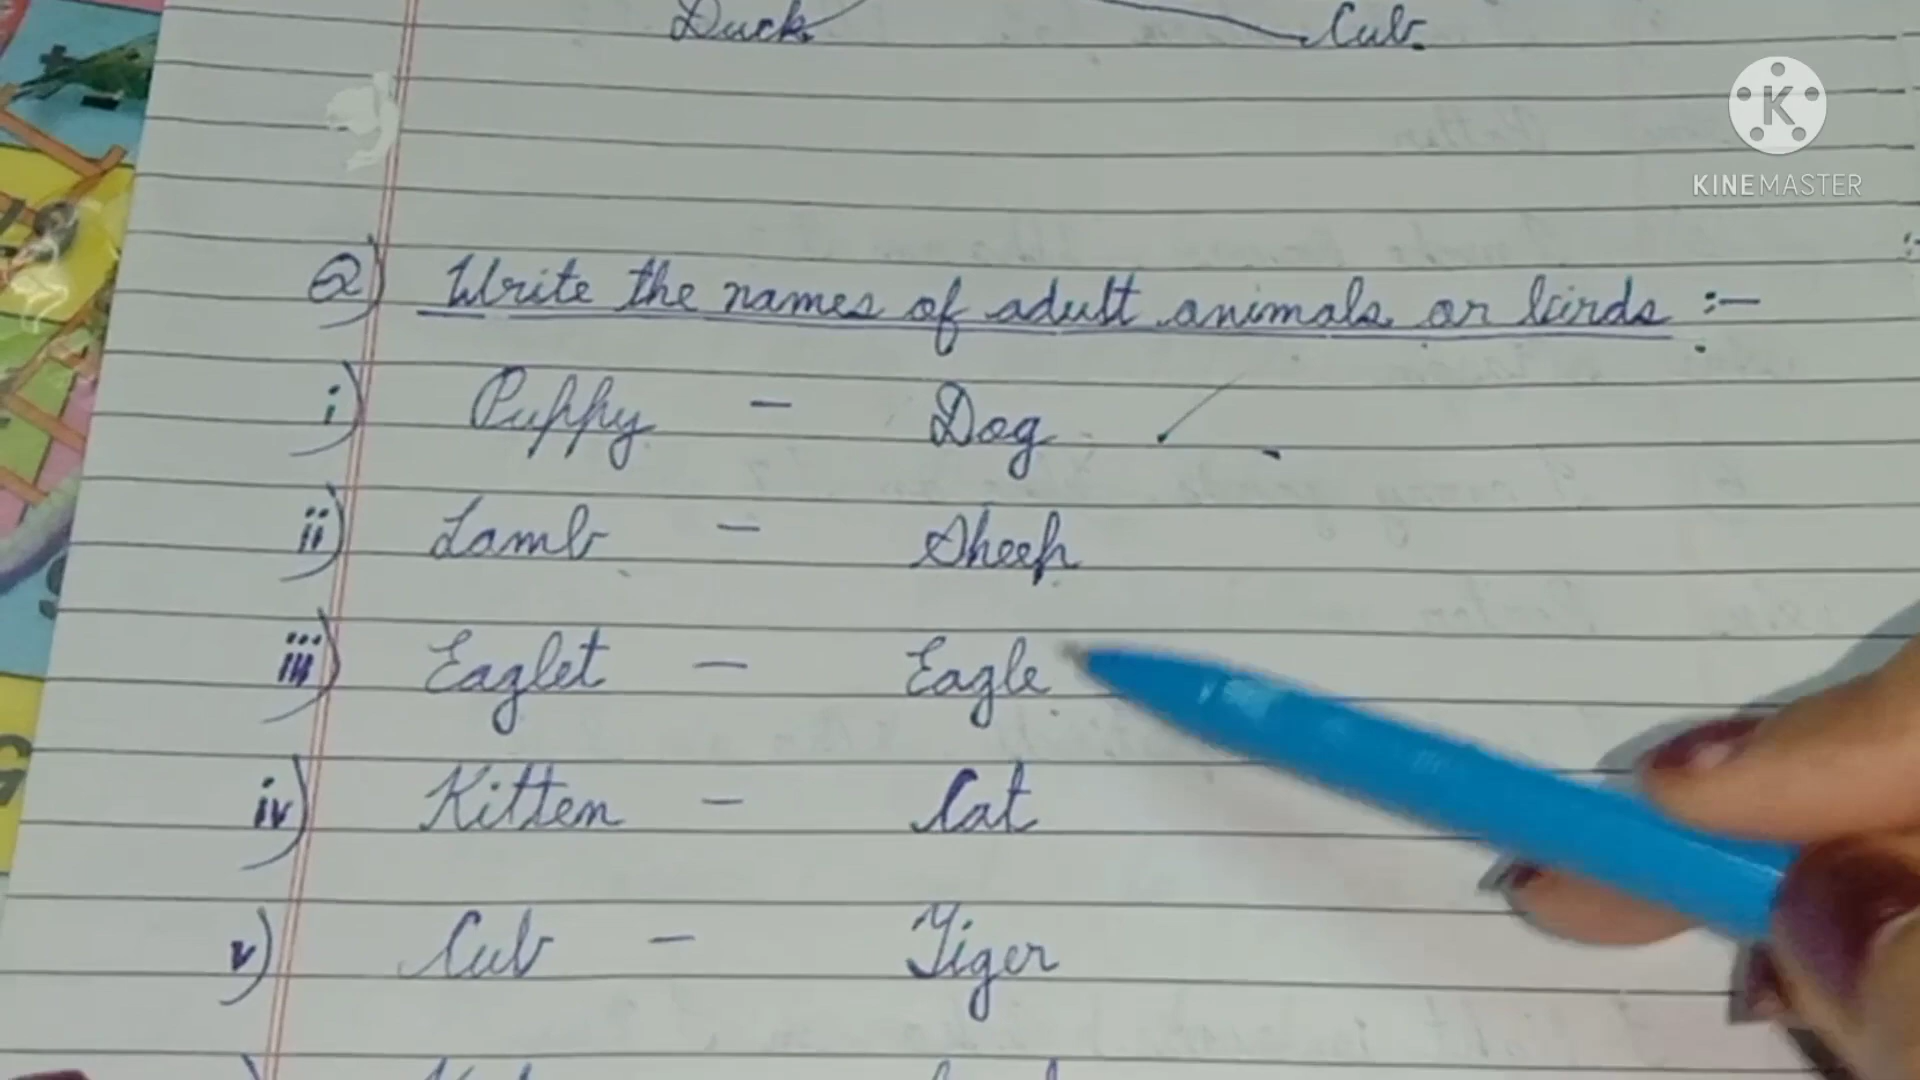 Duck Cub.
KINEMASTER
Q) Write the names of adult animals or birds :-
i) Puppy - Dog
ii) Lamb - Sheep
iii) Eaglet - Eagle
iv) Kitten - Cat
v) Cub - Tiger